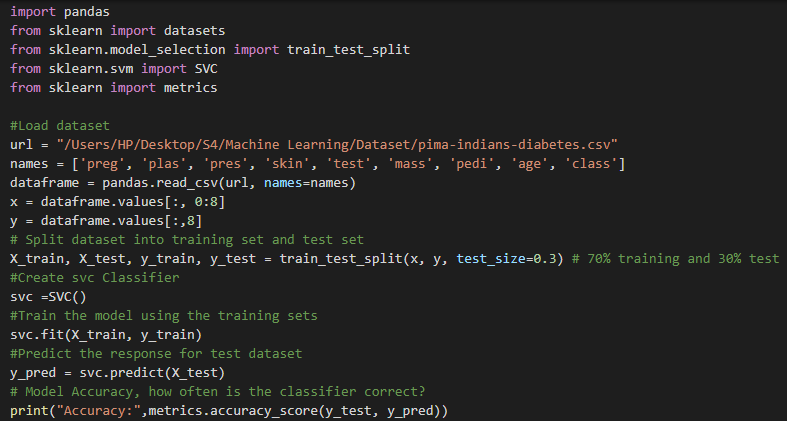 import pandas
from sklearn import datasets
from sklearn.model_selection import train_test_split
from sklearn.svm import SVC
from sklearn import metrics
#Load dataset
url = "/Users/HP/Desktop/S4/Machine Learning/Dataset/pima-indians-diabetes.csv"
names = ['preg', 'plas', 'pres', 'skin', 'test', 'mass', 'pedi', 'age', 'class']
dataframe = pandas.read_csv(url, names=names)
x = dataframe.values[:, 0:8]
y = dataframe.values[:,8]
# Split dataset into training set and test set
X_train, X_test, y_train, y_test = train_test_split(x, y, test_size=0.3) # 70% training and 30% test
#Create svc Classifier
svc =SVC()
#Train the model using the training sets
svc.fit(X_train, y_train)
#Predict the response for test dataset
y_pred = svc.predict(X_test)
# Model Accuracy, how often is the classifier correct?
print("Accuracy:",metrics.accuracy_score(y_test, y_pred))